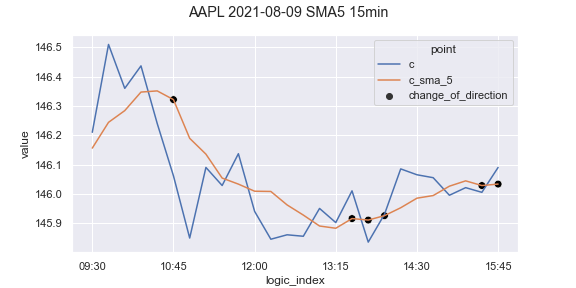 AAPL 2021-08-09 SMA5 15min
point
c
c_sma_5
change_of_direction
value
146.5
146.4
146.3
146.2
146.1
146.0
145.9
09:30 10:45 12:00 13:15 14:30 15:45
logic_index